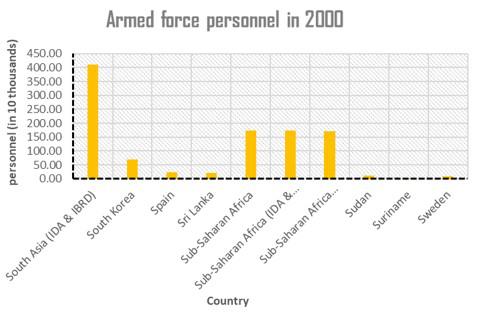 Armed force personnel in 2000
personnel (in 10 thousands)
450.00
400.00
350.00
300.00
250.00
200.00
150.00
100.00
50.00
0.00
South Asia (IDA & IBRD)
South Korea
Spain
Sri Lanka
Sub-Saharan Africa
Sub-Saharan Africa (IDA &...
Sub-Saharan Africa...
Sudan
Suriname
Sweden
Country